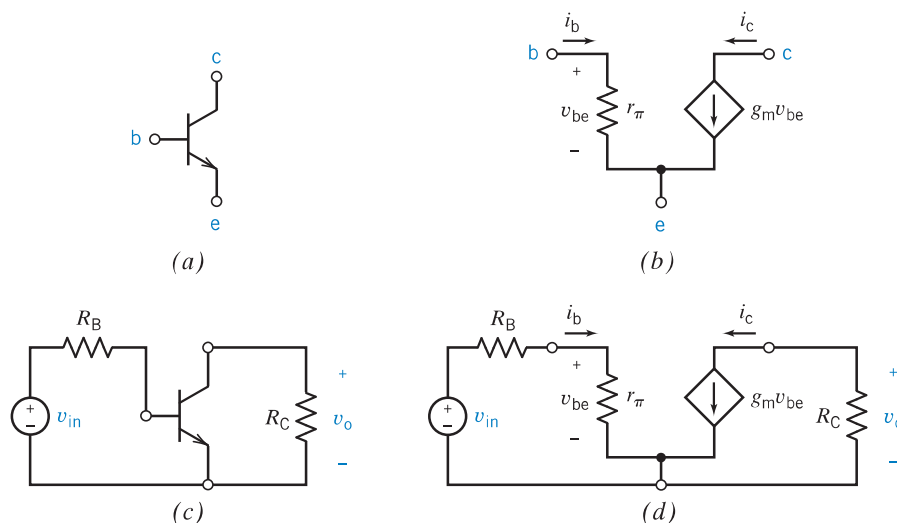 c
b
e
(a)
i_b i_c
b + c
v_be r_π g_m v_be
−
e
(b)
R_B
+ − v_in
R_C + v_o −
(c)
R_B i_b i_c
+ − v_in
+ v_be − r_π g_m v_be
R_C + v_o −
(d)